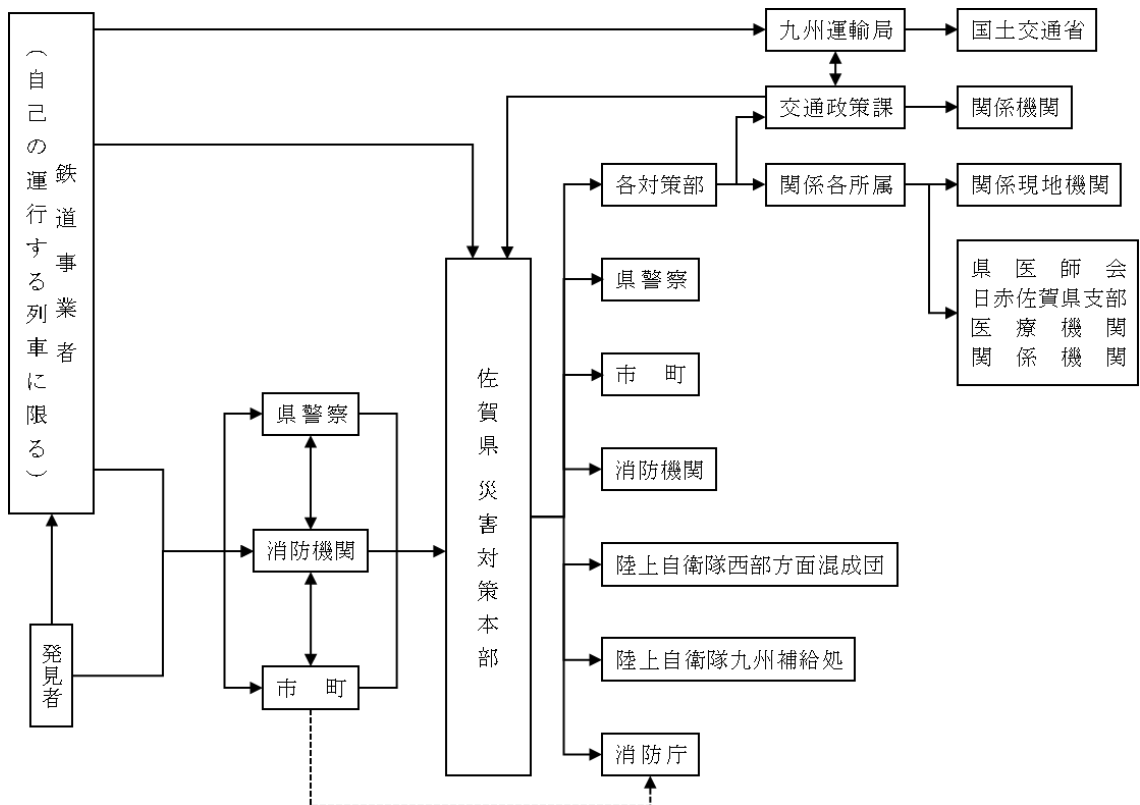 鉄道事業者
(自己の運行する列車に限る)
発見者
県警察
消防機関
市　町
佐賀県 災害対策本部
九州運輸局
国土交通省
交通政策課
関係機関
各対策部
関係各所属
関係現地機関
県医師会
日赤佐賀県支部
医療機関
関係機関
県警察
市　町
消防機関
陸上自衛隊西部方面混成団
陸上自衛隊九州補給処
消防庁